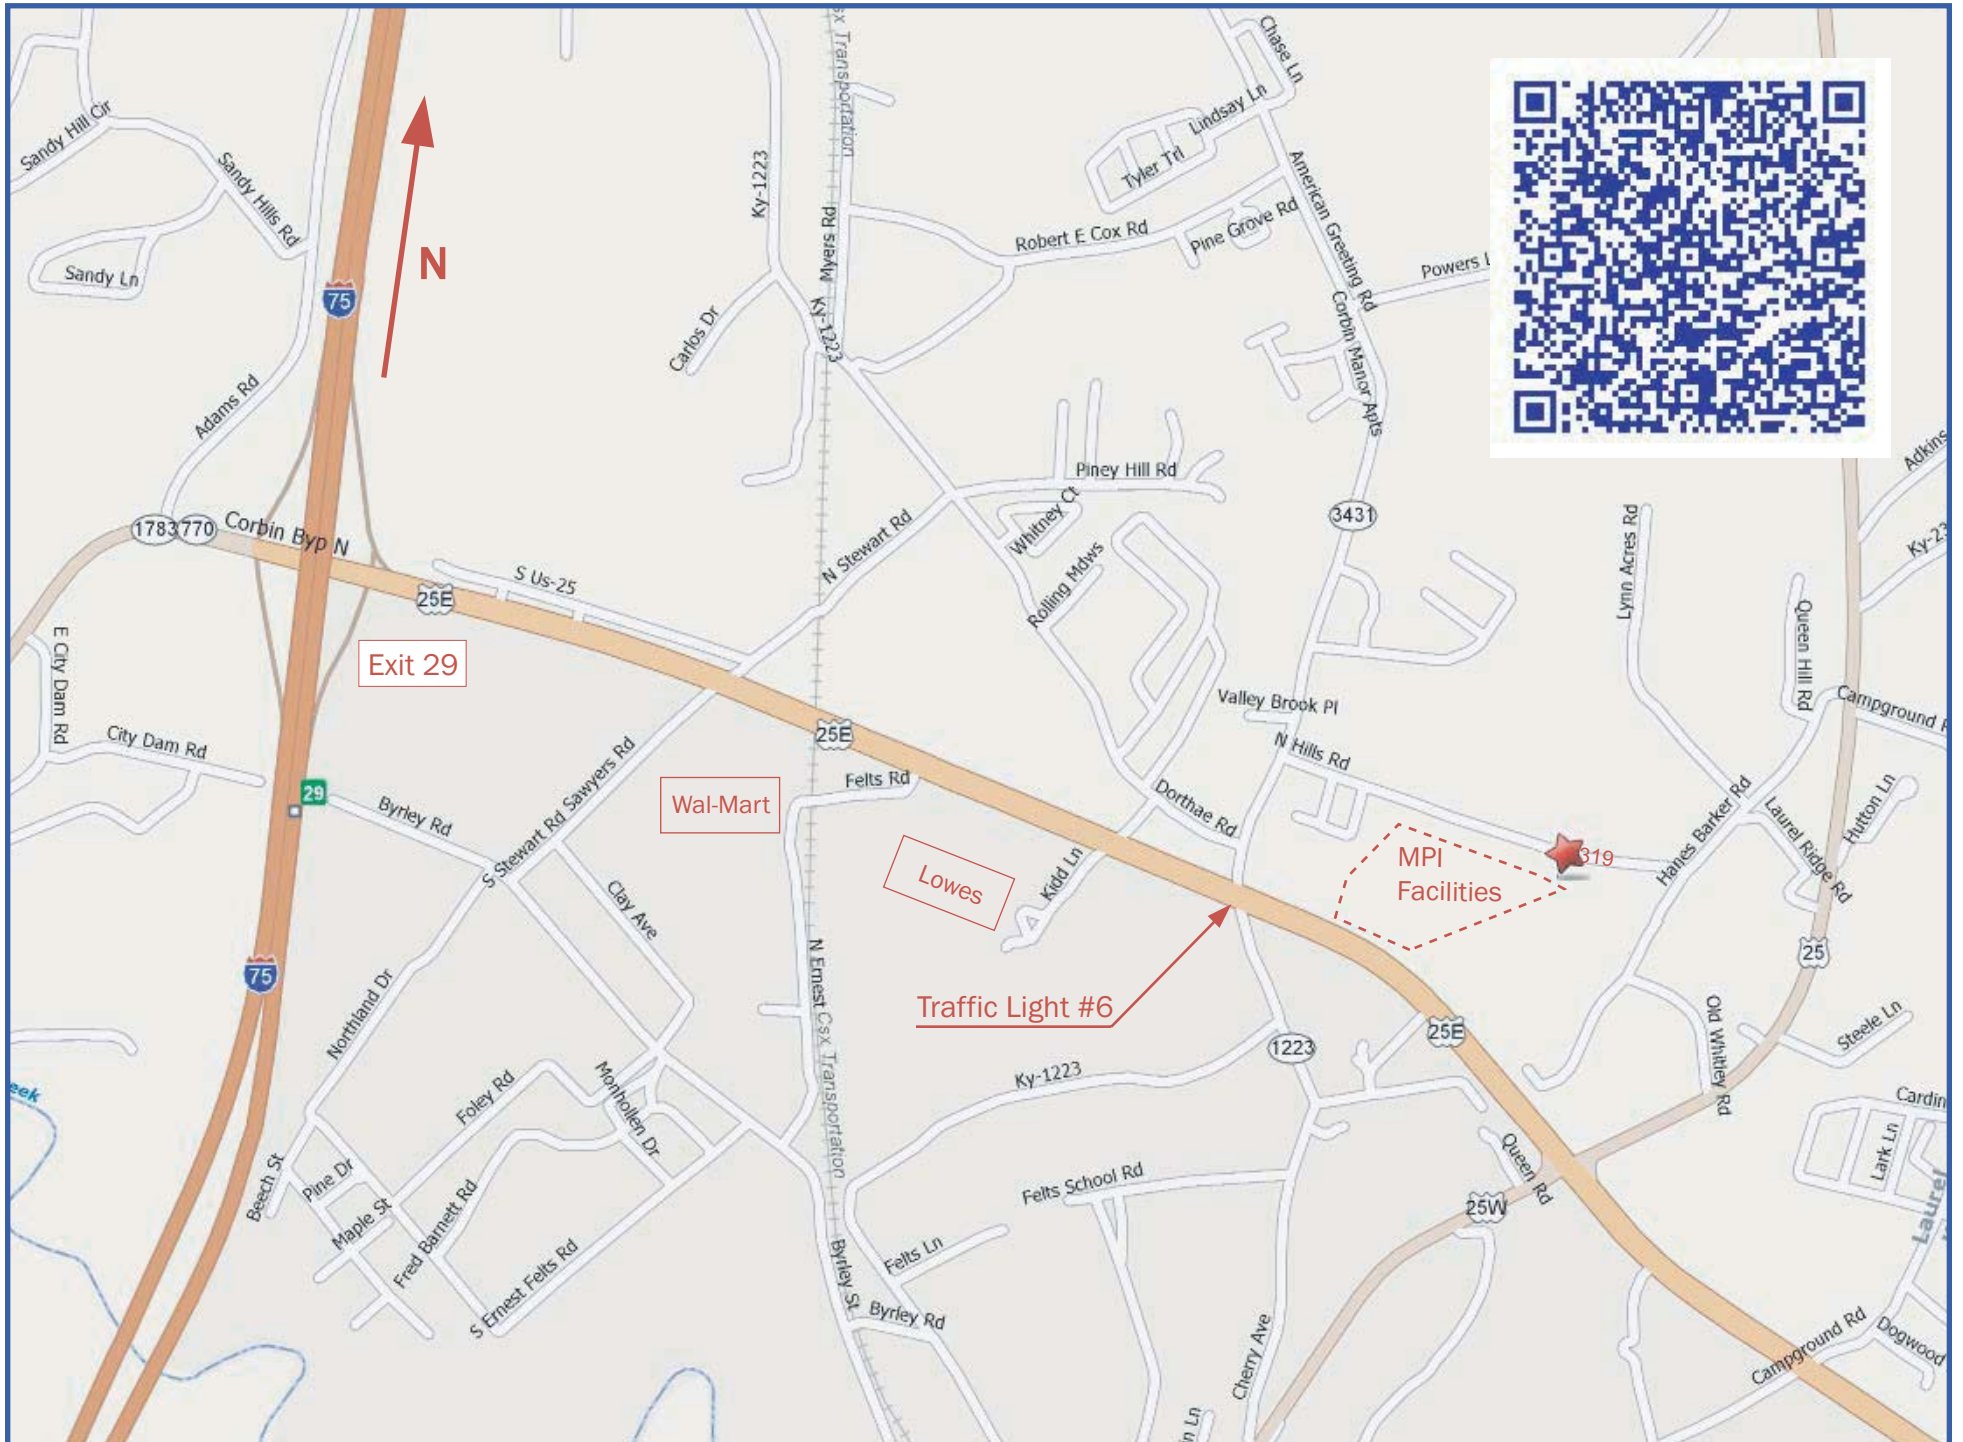 Csx Transportation
Chase Ln
Sandy Hill Cir
Lindsay Ln
Tyler Trl
Ky-1223
Sandy Hills Rd
American Greeting Rd
Myers Rd
Robert E Cox Rd
Pine Grove Rd
N
Sandy Ln
Powers L
75
Ky-1223
Corbin Manor Apts
Carlos Dr
Adams Rd
Adkins
Piney Hill Rd
1783
770
Corbin Byp N
Whitney Ct
3431
N Stewart Rd
Ky-23
Lynn Acres Rd
S Us-25
25E
Rolling Mdws
Queen Hill Rd
E City Dam Rd
Exit 29
Valley Brook Pl
Campground R
25E
City Dam Rd
N Hills Rd
Sawyers Rd
Felts Rd
29
Wal-Mart
Byrley Rd
Dorthae Rd
Hanes Barker Rd
Laurel Ridge Rd
Hutton Ln
S Stewart Rd
Lowes
Kidd Ln
MPI
Facilities
319
Clay Ave
N Ernest
25
75
Northland Dr
Traffic Light #6
Csx Transportation
25E
1223
Old Whitley Rd
Steele Ln
eek
Ky-1223
Foley Rd
Monhollen Dr
Cardin
Lark Ln
Queen Rd
Beech St
Pine Dr
Felts School Rd
25W
Laurel
Maple St
Fred Barnett Rd
Felts Ln
S Ernest Felts Rd
Byrley St
Byrley Rd
Cherry Ave
Campground Rd
Dogwood
n Ln